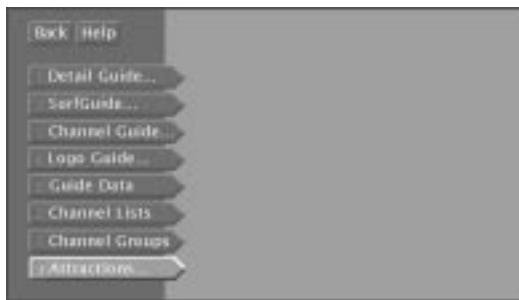 Back Help
Detail Guide...
SurfGuide...
Channel Guide...
Logo Guide...
Guide Data
Channel Lists
Channel Groups
Attractions...